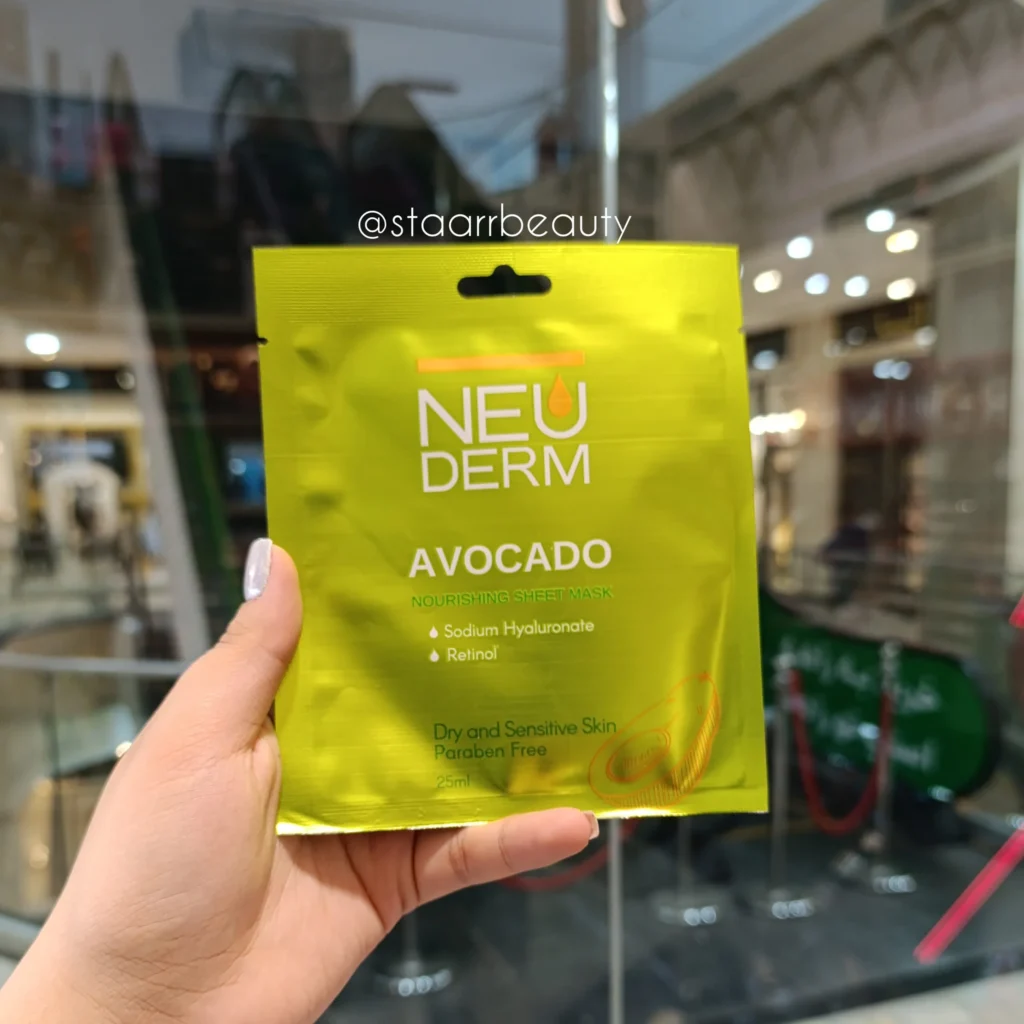 @staarrbeauty
NEU
DERM
AVOCADO
NOURISHING SHEET MASK
Sodium Hyaluronate
Retinol
Dry and Sensitive Skin
Paraben Free
25ml